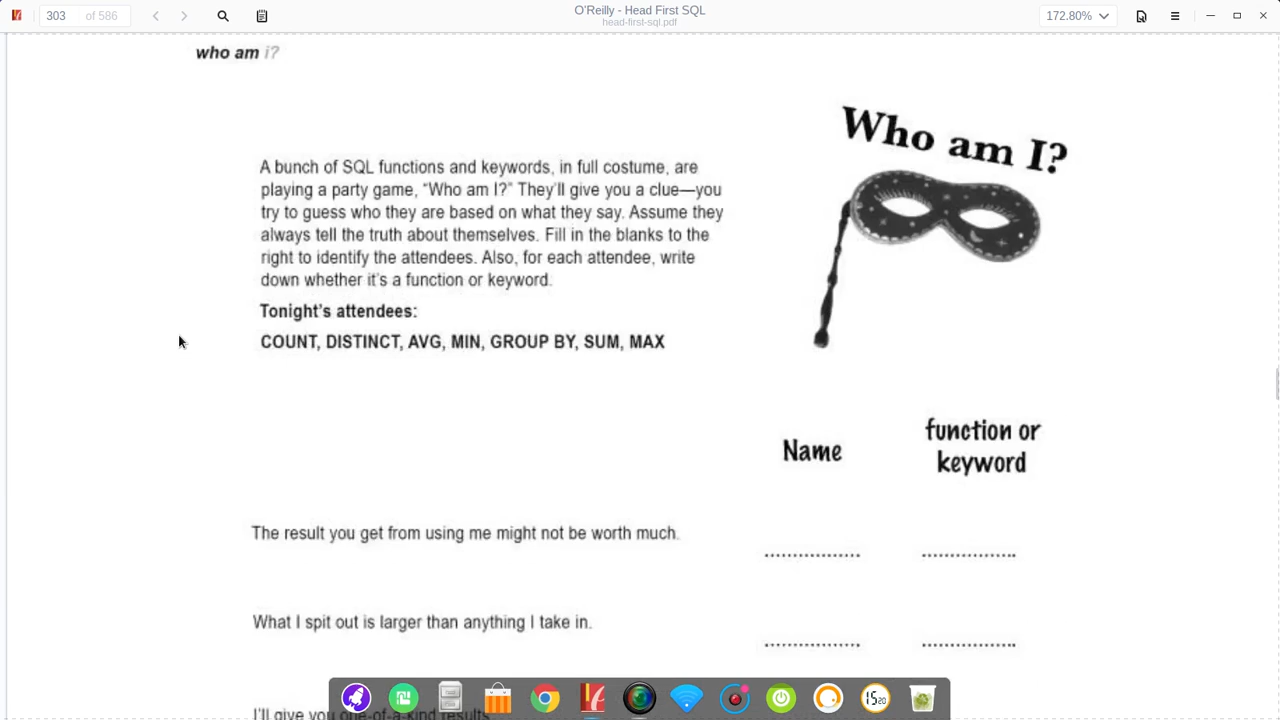 303 of 586
O'Reilly - Head First SQL
head-first-sql.pdf
172.80%
who am i?
Who am I?
A bunch of SQL functions and keywords, in full costume, are
playing a party game, “Who am I?” They’ll give you a clue—you
try to guess who they are based on what they say. Assume they
always tell the truth about themselves. Fill in the blanks to the
right to identify the attendees. Also, for each attendee, write
down whether it’s a function or keyword.
Tonight’s attendees:
COUNT, DISTINCT, AVG, MIN, GROUP BY, SUM, MAX
Name
function or
keyword
The result you get from using me might not be worth much.
What I spit out is larger than anything I take in.
I’ll give you one-of-a-kind results.
15 20